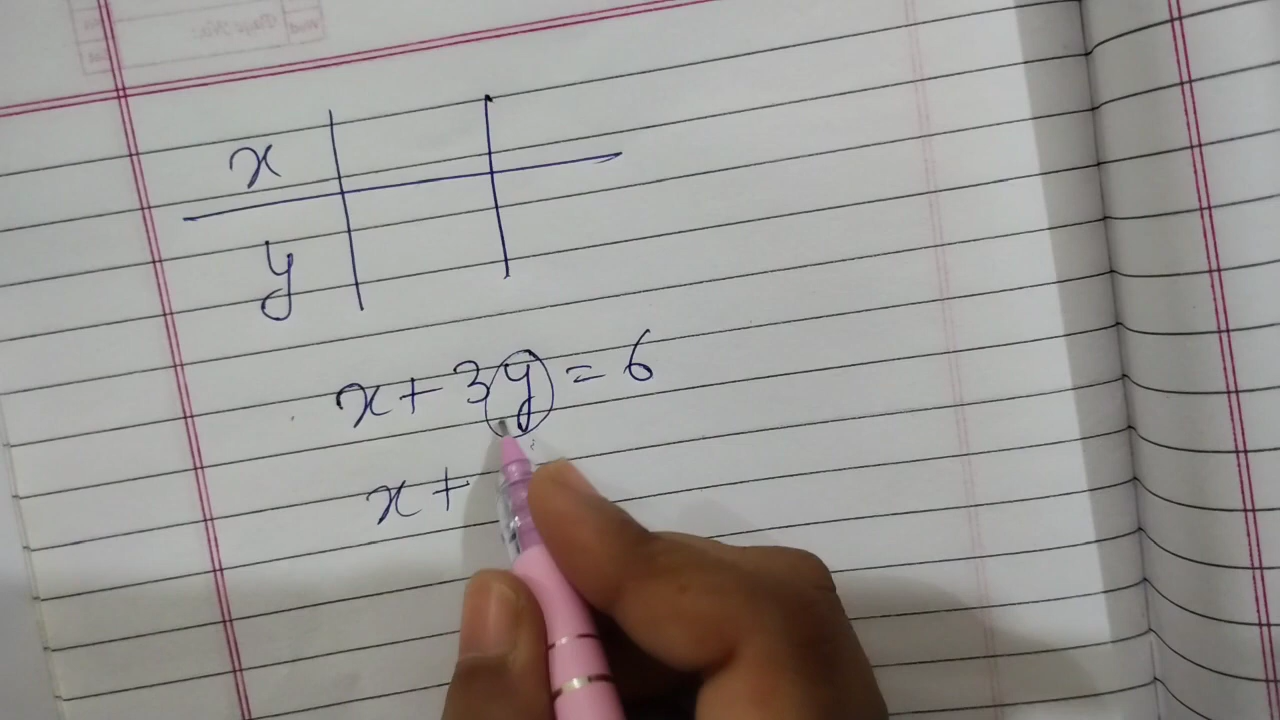 x
y
x + 3y = 6
x +